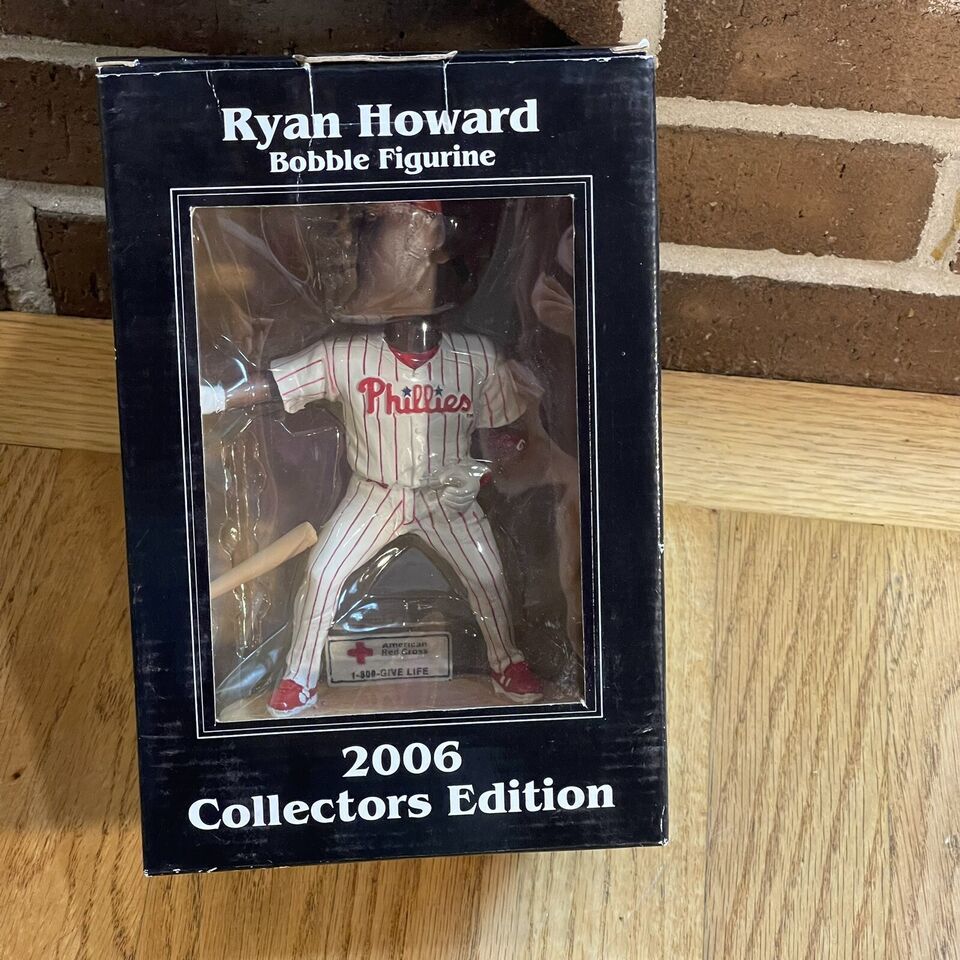 Ryan Howard
Bobble Figurine
Phillies
American
Red Cross
1-800-GIVE LIFE
2006
Collectors Edition